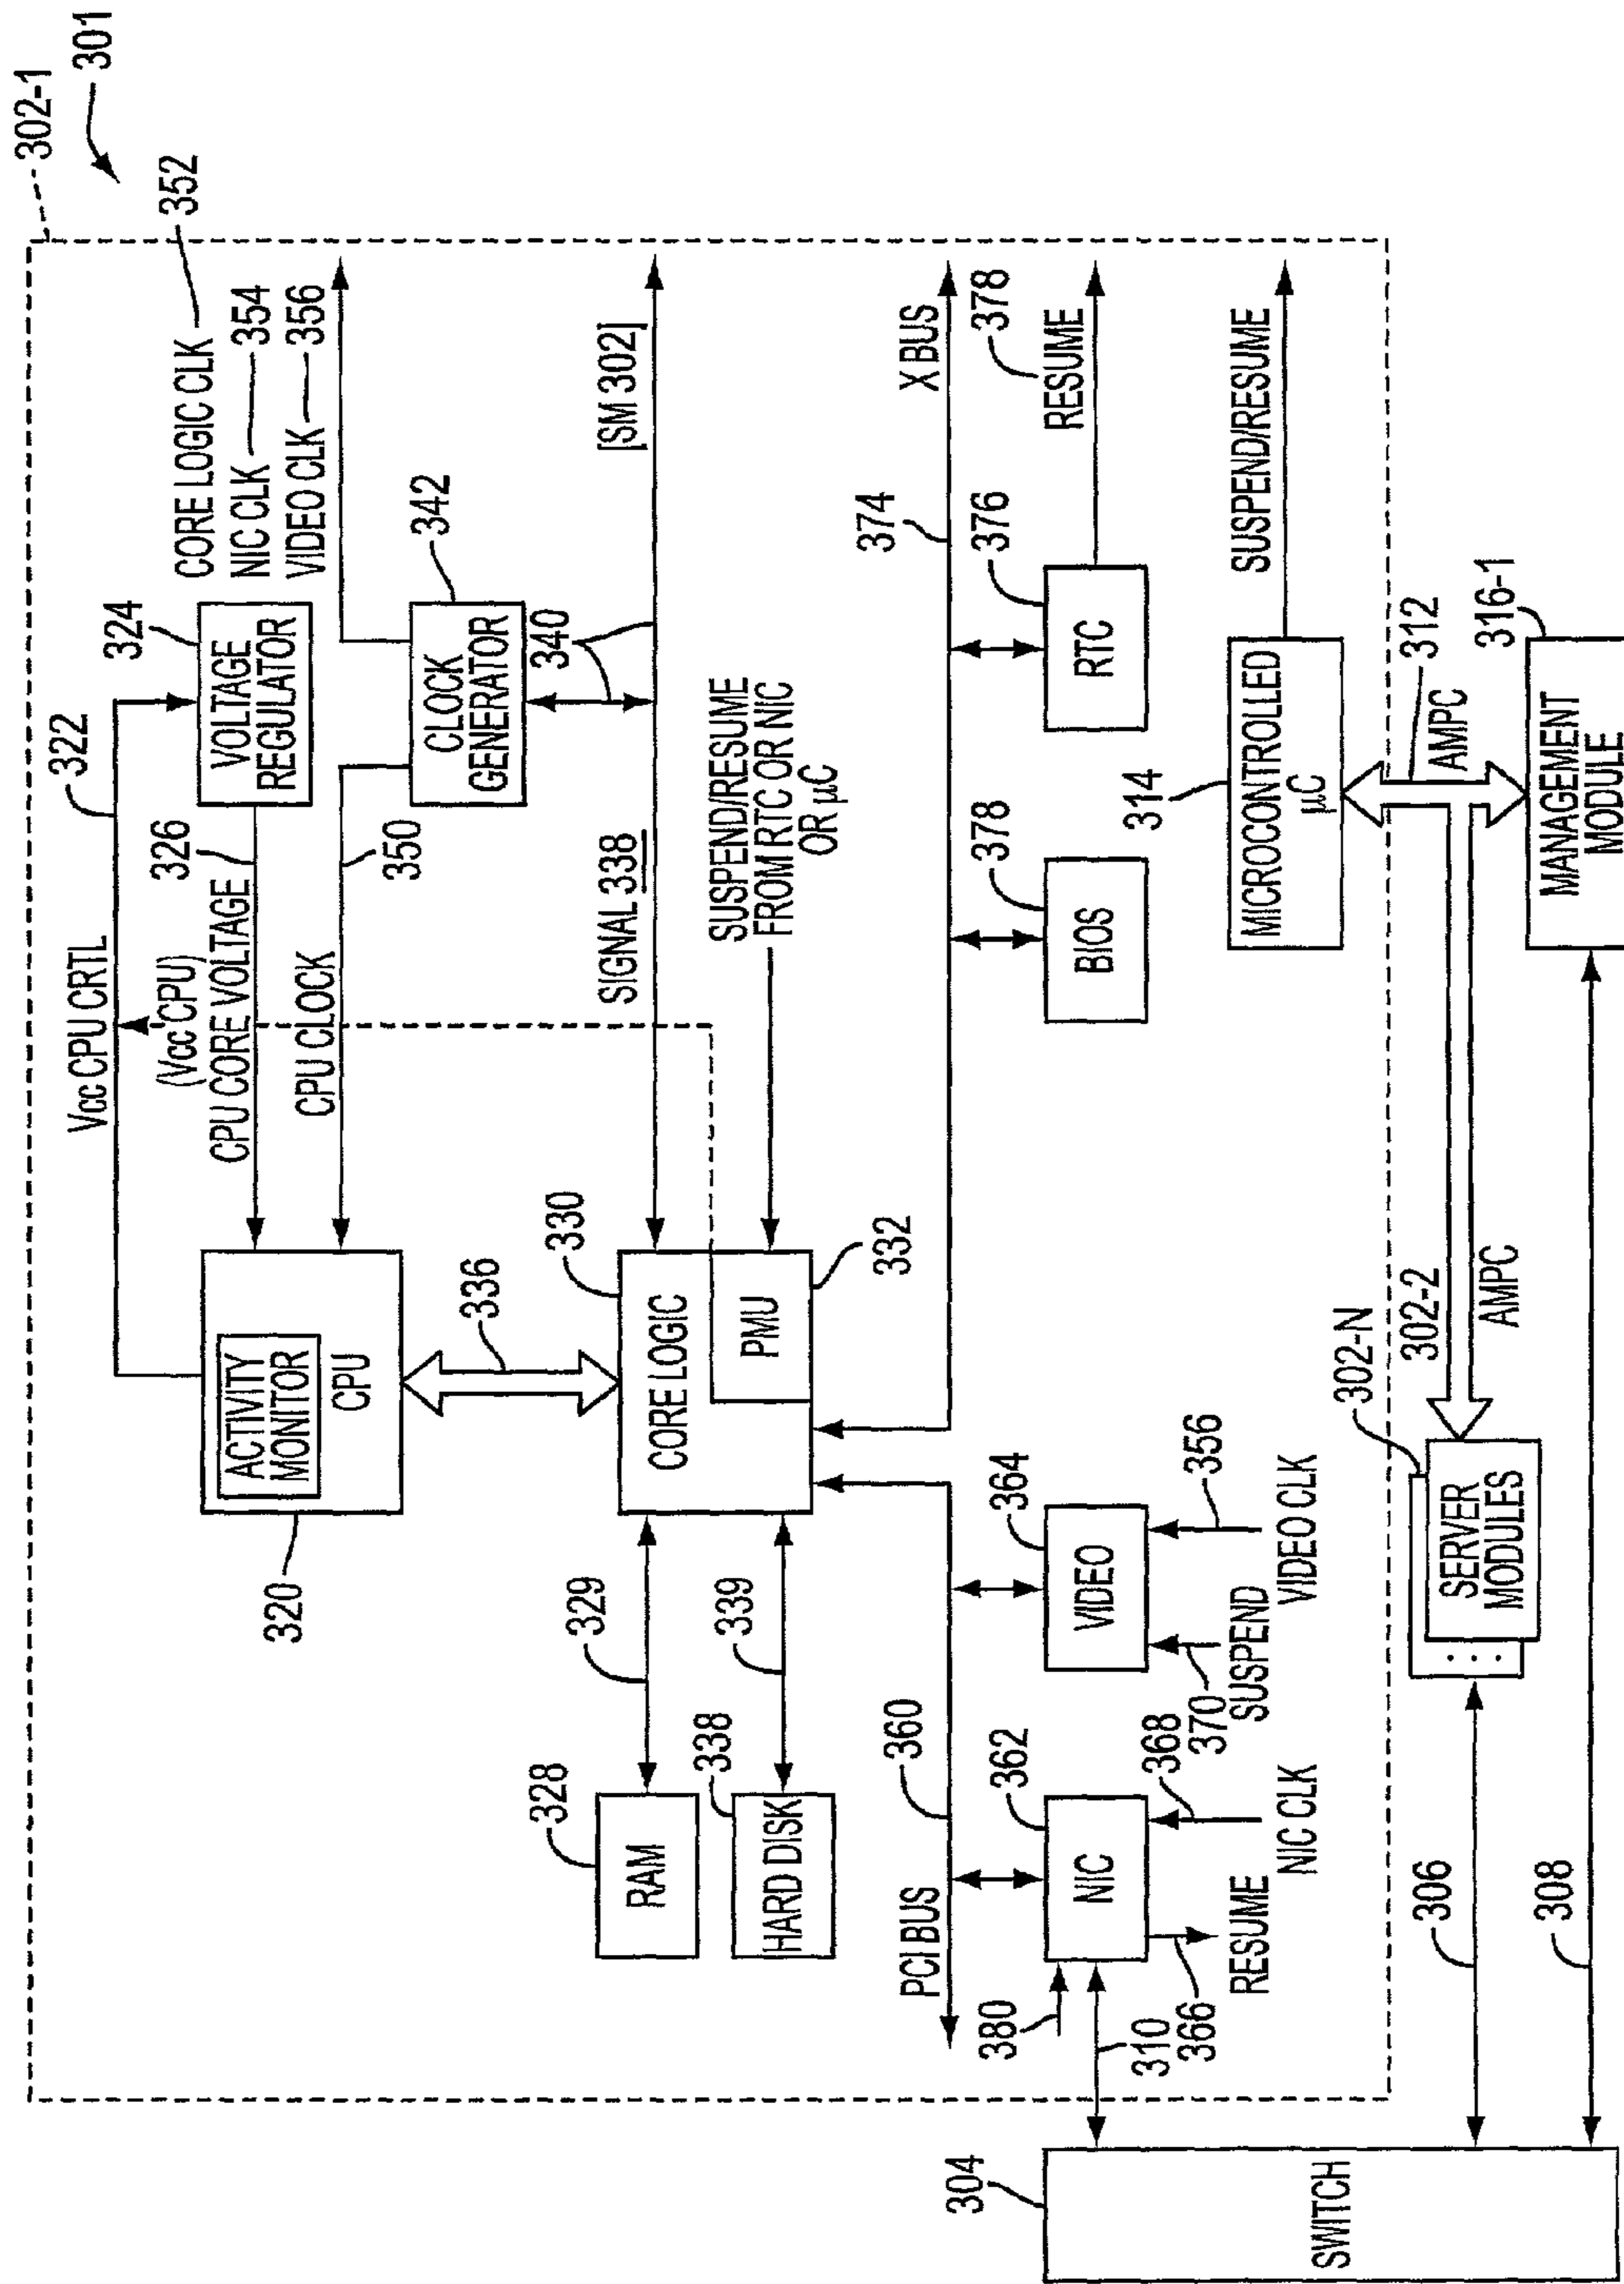 302-1
301
322
Vcc CPU CRTL
324
VOLTAGE
REGULATOR
CORE LOGIC CLK
352
NIC CLK
354
VIDEO CLK
356
326
(Vcc CPU)
CPU CORE VOLTAGE
350
CPU CLOCK
342
CLOCK
GENERATOR
340
[SM 302]
SIGNAL 338
SUSPEND/RESUME
FROM RTC OR NIC
OR µC
320
ACTIVITY
MONITOR
CPU
336
330
CORE LOGIC
PMU
332
328
RAM
329
338
HARD DISK
339
PCI BUS
360
374
X BUS
362
NIC
380
310
366
RESUME
368
NIC CLK
364
VIDEO
370
SUSPEND
356
VIDEO CLK
378
BIOS
376
RTC
378
RESUME
314
MICROCONTROLLED
µC
SUSPEND/RESUME
312
AMPC
316-1
MANAGEMENT
MODULE
302-N
302-2
AMPC
SERVER
MODULES
...
306
308
304
SWITCH